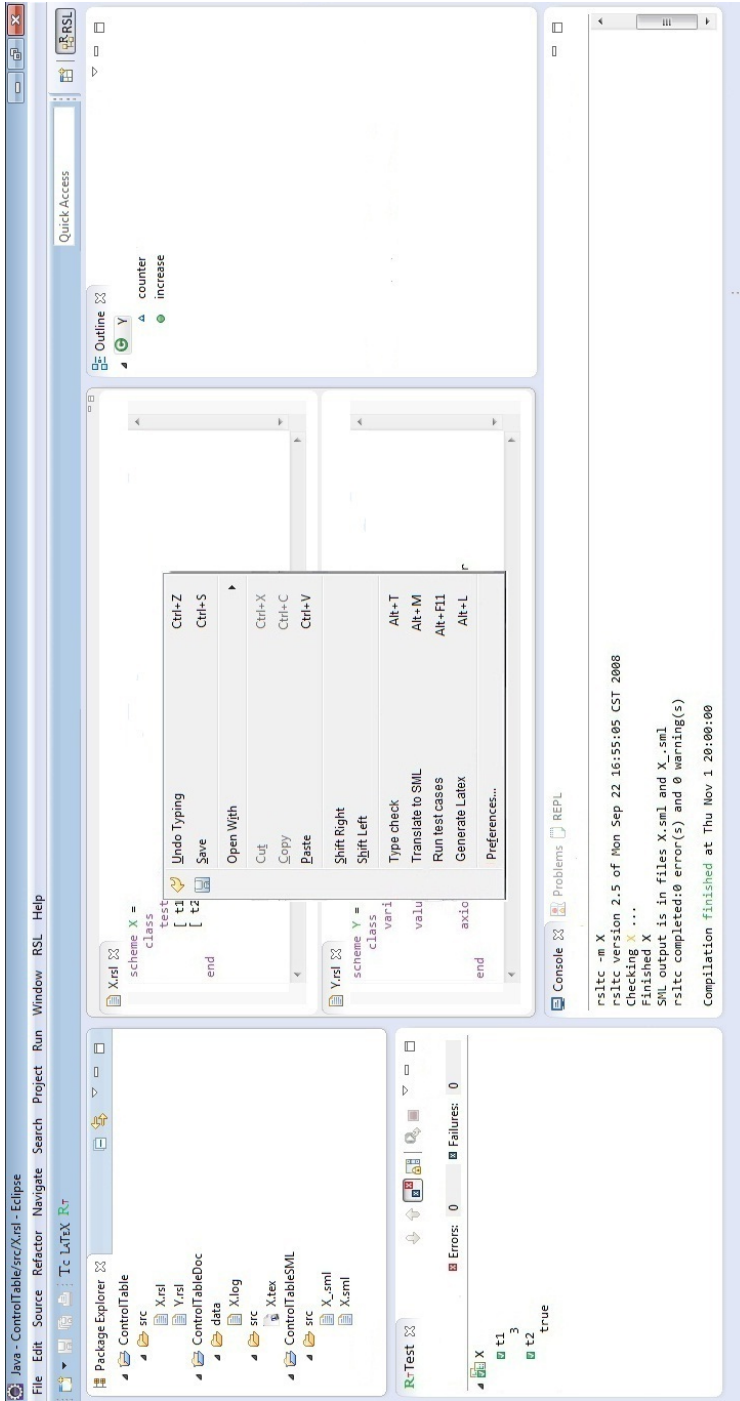 Java - ControlTable/src/X.rsl - Eclipse
File Edit Source Refactor Navigate Search Project Run Window RSL Help
Tc LATEX RT
Quick Access
RSL
Package Explorer
ControlTable
src
X.rsl
Y.rsl
ControlTableDoc
data
X.log
src
X.tex
ControlTableSML
src
X_.sml
X.sml
RT Test
Errors: 0
Failures: 0
X
t1
3
t2
true
X.rsl
scheme X =
class
test
[ t1
[ t2
end
Y.rsl
scheme Y =
class
vari
valu
axio
r
end
Undo Typing Ctrl+Z
Save Ctrl+S
Open With
Cut Ctrl+X
Copy Ctrl+C
Paste Ctrl+V
Shift Right
Shift Left
Type check Alt+T
Translate to SML Alt+M
Run test cases Alt+F11
Generate Latex Alt+L
Preferences...
Outline
Y
counter
increase
Console Problems REPL
rsltc -m X
rsltc version 2.5 of Mon Sep 22 16:55:05 CST 2008
Checking X ...
Finished X
SML output is in files X.sml and X_.sml
rsltc completed:0 error(s) and 0 warning(s)
Compilation finished at Thu Nov 1 20:00:00